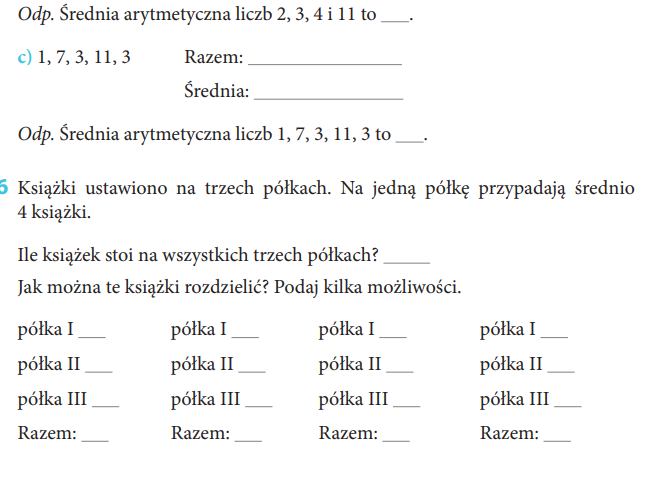 Odp. Średnia arytmetyczna liczb 2, 3, 4 i 11 to ___.
c) 1, 7, 3, 11, 3 Razem: ________________
Średnia: ________________
Odp. Średnia arytmetyczna liczb 1, 7, 3, 11, 3 to ___.
6 Książki ustawiono na trzech półkach. Na jedną półkę przypadają średnio
4 książki.
Ile książek stoi na wszystkich trzech półkach? _____
Jak można te książki rozdzielić? Podaj kilka możliwości.
półka I ___ półka I ___ półka I ___ półka I ___
półka II ___ półka II ___ półka II ___ półka II ___
półka III ___ półka III ___ półka III ___ półka III ___
Razem: ___ Razem: ___ Razem: ___ Razem: ___